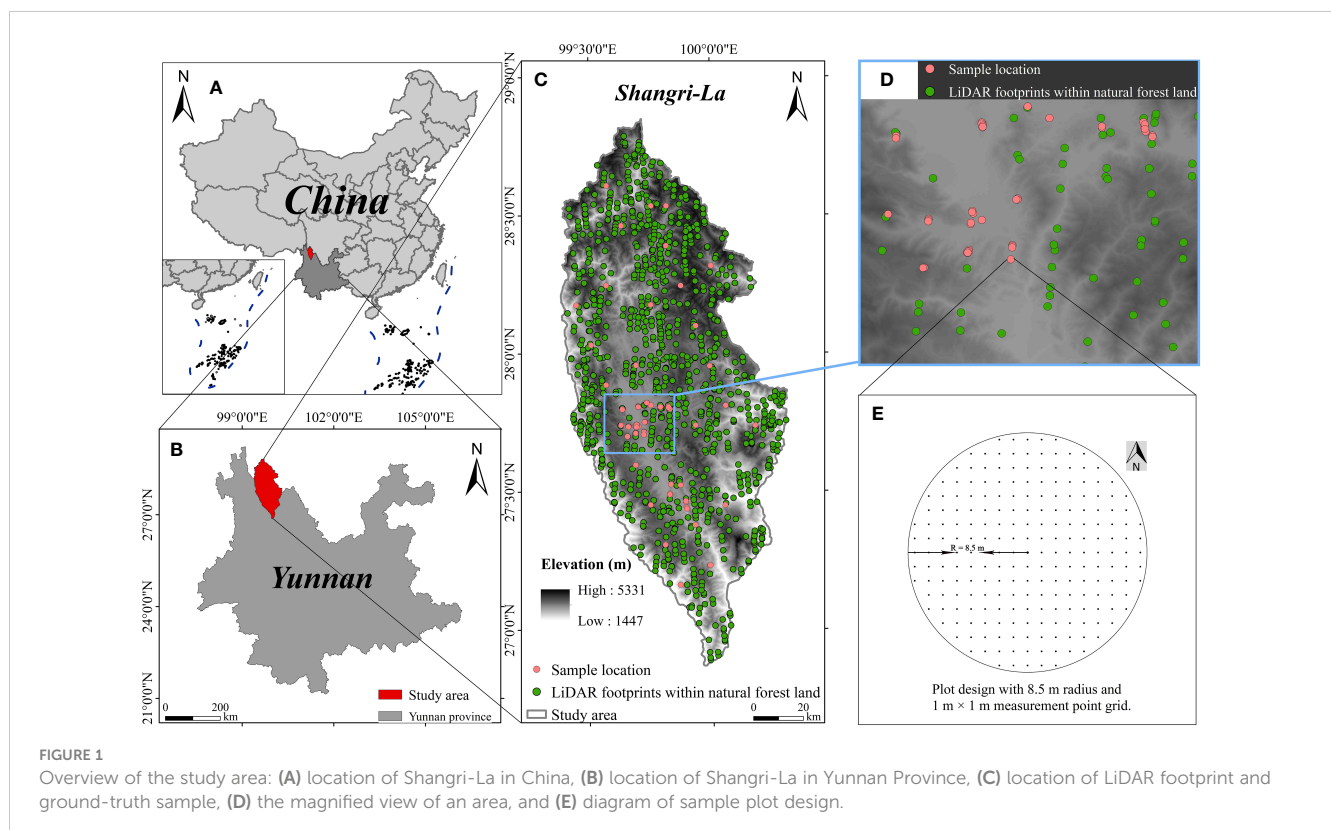 N
A
China
99°0'0"E
102°0'0"E
105°0'0"E
B
N
27°0'0"N
24°0'0"N
21°0'0"N
Yunnan
Study area
Yunnan province
0 200
km
99°30'0"E
100°0'0"E
C
Shangri-La
N
29°0'0"N
28°30'0"N
28°0'0"N
27°30'0"N
27°0'0"N
Elevation (m)
High : 5331
Low : 1447
Sample location
LiDAR footprints within natural forest land
Study area
0 20
km
D
Sample location
LiDAR footprints within natural forest land
E
N
R = 8.5 m
Plot design with 8.5 m radius and
1 m × 1 m measurement point grid.
FIGURE 1
Overview of the study area: (A) location of Shangri-La in China, (B) location of Shangri-La in Yunnan Province, (C) location of LiDAR footprint and
ground-truth sample, (D) the magnified view of an area, and (E) diagram of sample plot design.